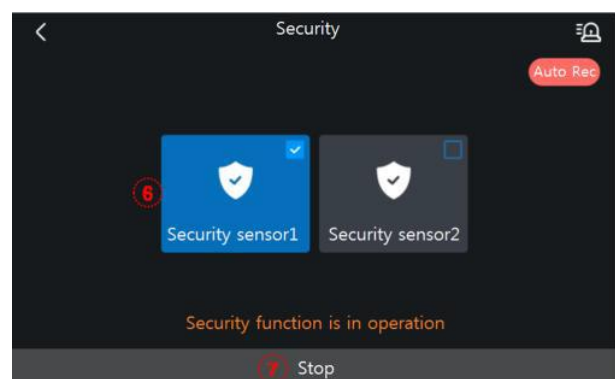 Security
Auto Rec
6
Security sensor1 Security sensor2
Security function is in operation
7 Stop